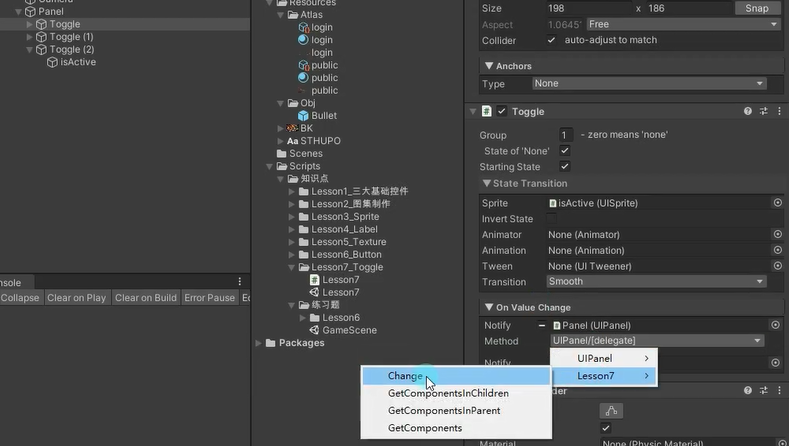 Panel
Toggle
Toggle (1)
Toggle (2)
isActive
Console
Collapse
Clear on Play
Clear on Build
Error Pause
Resources
Atlas
login
login
login
public
public
public
Obj
Bullet
BK
STHUPO
Scenes
Scripts
知识点
Lesson1_三大基础控件
Lesson2_图集制作
Lesson3_Sprite
Lesson4_Label
Lesson5_Texture
Lesson6_Button
Lesson7_Toggle
Lesson7
Lesson7
练习题
Lesson6
GameScene
Packages
Size 198 x 186 Snap
Aspect 1.0645' Free
Collider auto-adjust to match
Anchors
Type None
Toggle
Group 1 - zero means 'none'
State of 'None'
Starting State
State Transition
Sprite isActive (UISprite)
Invert State
Animator None (Animator)
Animation None (Animation)
Tween None (UI Tweener)
Transition Smooth
On Value Change
Notify Panel (UIPanel)
Method UIPanel/[delegate]
Notify
UIPanel
Lesson7
Change
GetComponentsInChildren
GetComponentsInParent
GetComponents
Material None (Physic Material)